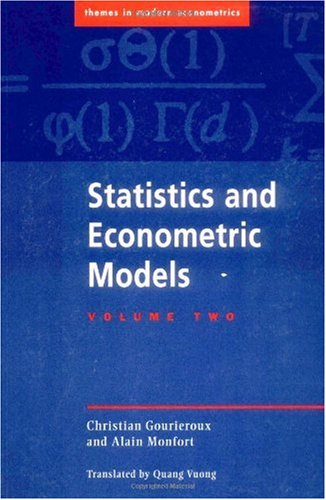 themes in modern econometrics
σΘ(1)
φ(1) Γ(d)
Σ
Statistics and
Econometric
Models
VOLUME TWO
Christian Gourieroux
and Alain Monfort
Translated by Quang Vuong